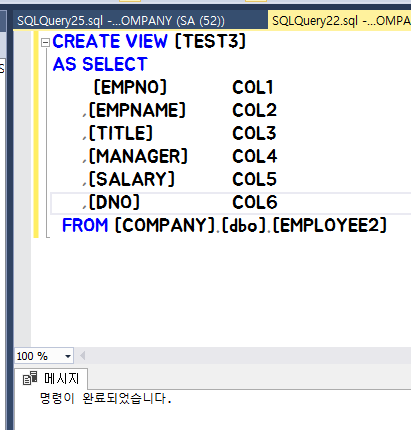 SQLQuery25.sql -...OMPANY (SA (52))
SQLQuery22.sql -...OMPA
CREATE VIEW [TEST3]
AS SELECT
[EMPNO] COL1
,[EMPNAME] COL2
,[TITLE] COL3
,[MANAGER] COL4
,[SALARY] COL5
,[DNO] COL6
FROM [COMPANY].[dbo].[EMPLOYEE2]
100 %
메시지
명령이 완료되었습니다.